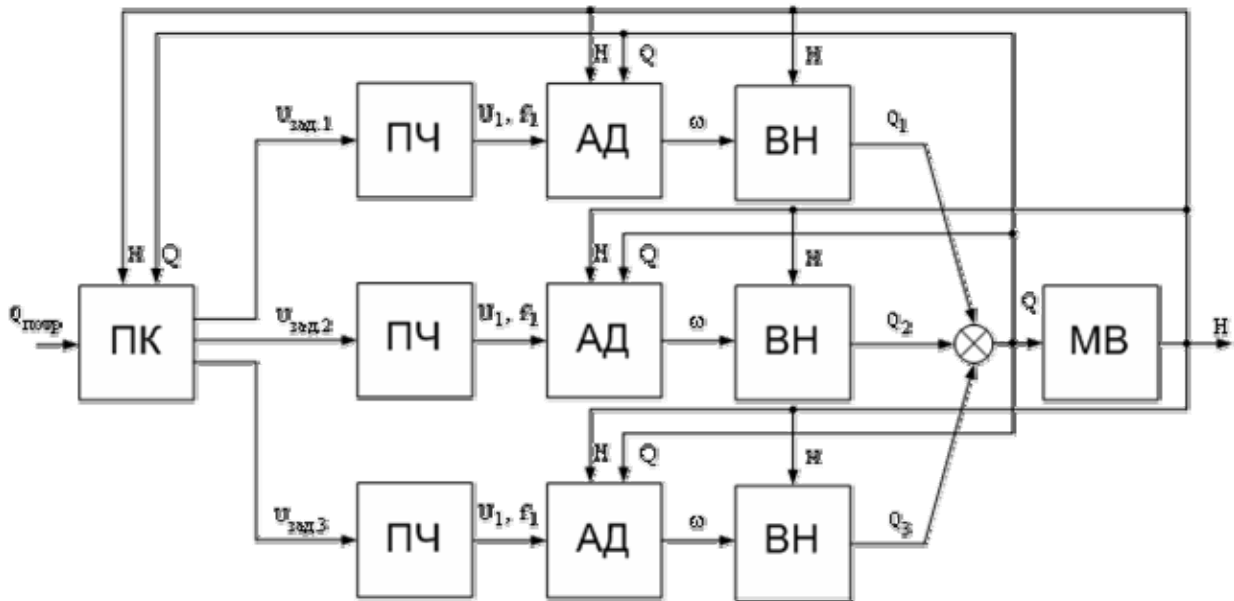 H Q H
Q₁
U зад.1 U₁, f₁ ω
ПЧ АД ВН
H Q H Q H
Q потр U зад.2 U₁, f₁ ω Q₂ Q H
ПК ПЧ АД ВН МВ
H Q H
U зад.3 U₁, f₁ ω Q₃
ПЧ АД ВН